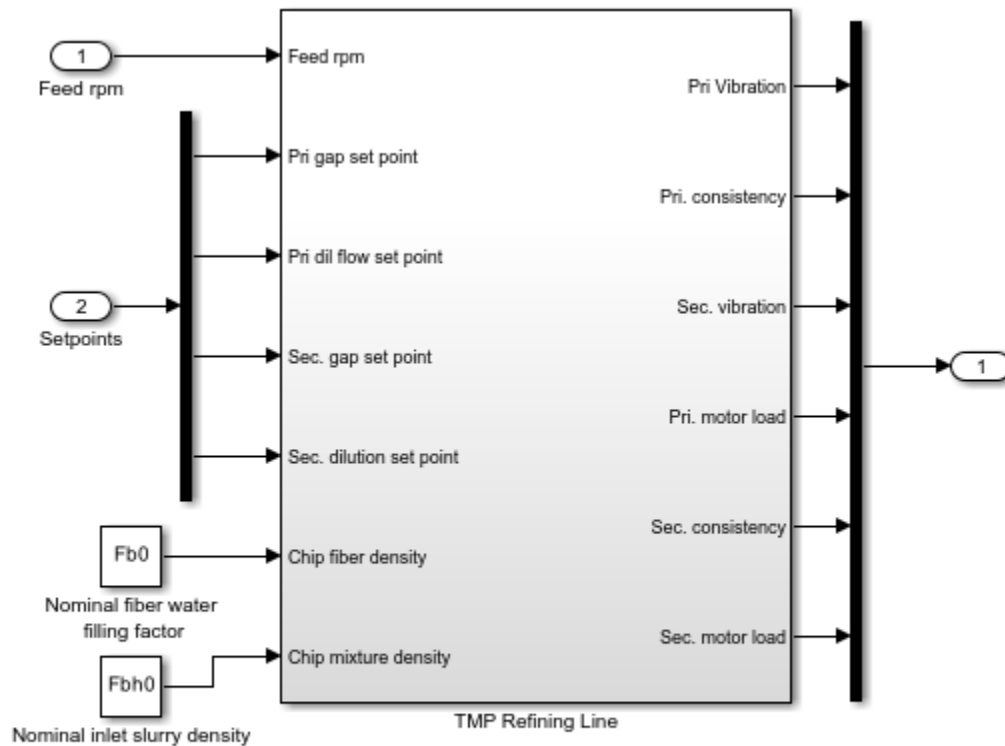 1
Feed rpm
2
Setpoints
Fb0
Nominal fiber water
filling factor
Fbh0
Nominal inlet slurry density
Feed rpm
Pri gap set point
Pri dil flow set point
Sec. gap set point
Sec. dilution set point
Chip fiber density
Chip mixture density
Pri Vibration
Pri. consistency
Sec. vibration
Pri. motor load
Sec. consistency
Sec. motor load
TMP Refining Line
1